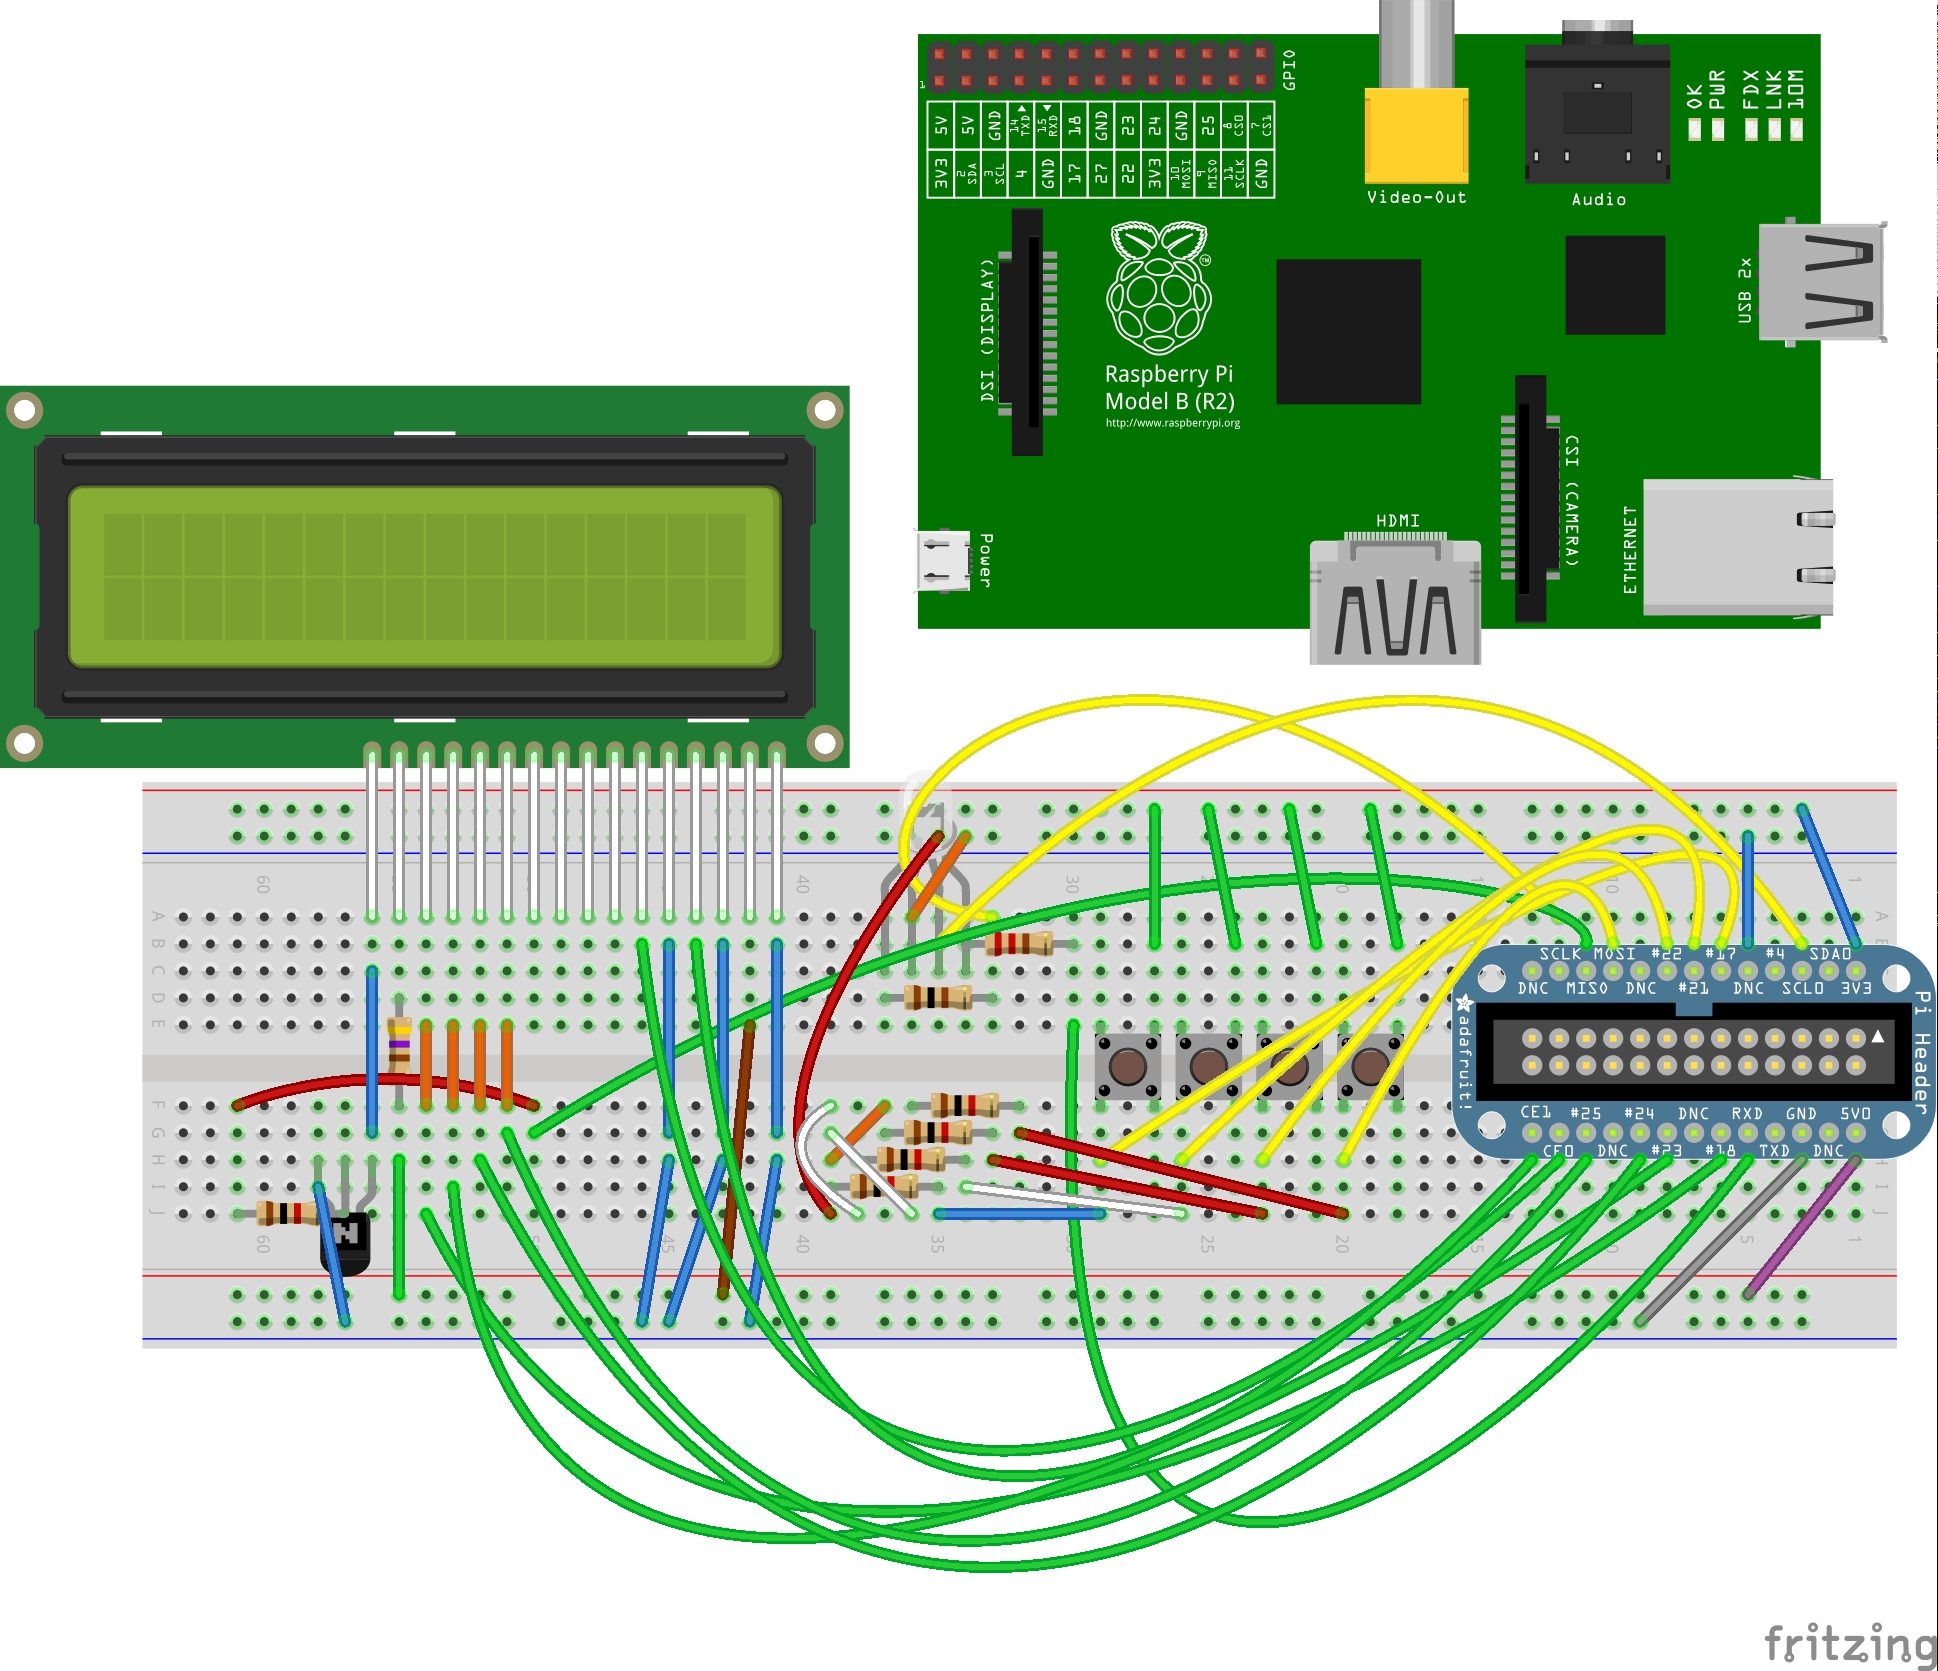 GPIO
1
5V 5V GND 14 TXD 15 RXD 18 GND 23 24 GND 25 8 CS0 7 CS1
3V3 2 SDA 3 SCL 4 GND 17 27 22 3V3 10 MOSI 9 MISO 11 SCLK GND
OK PWR FDX LNK 10M
Video-Out
Audio
DSI (DISPLAY)
TM
Raspberry Pi
Model B (R2)
http://www.raspberrypi.org
USB 2x
CSI (CAMERA)
HDMI
ETHERNET
Power
60 40 30 20 10 1
A A
B
C
D
E
F
G
H H
I I
J J
60 50 45 40 35 30 25 20 15 10 5 1
SCLK MOSI #22 #17 #4 SDA0
DNC MISO DNC #21 DNC SCL0 3V3
adafruit!
Pi Header
CE1 #25 #24 DNC RXD GND 5V0
CE0 DNC #23 #18 TXD DNC
fritzing